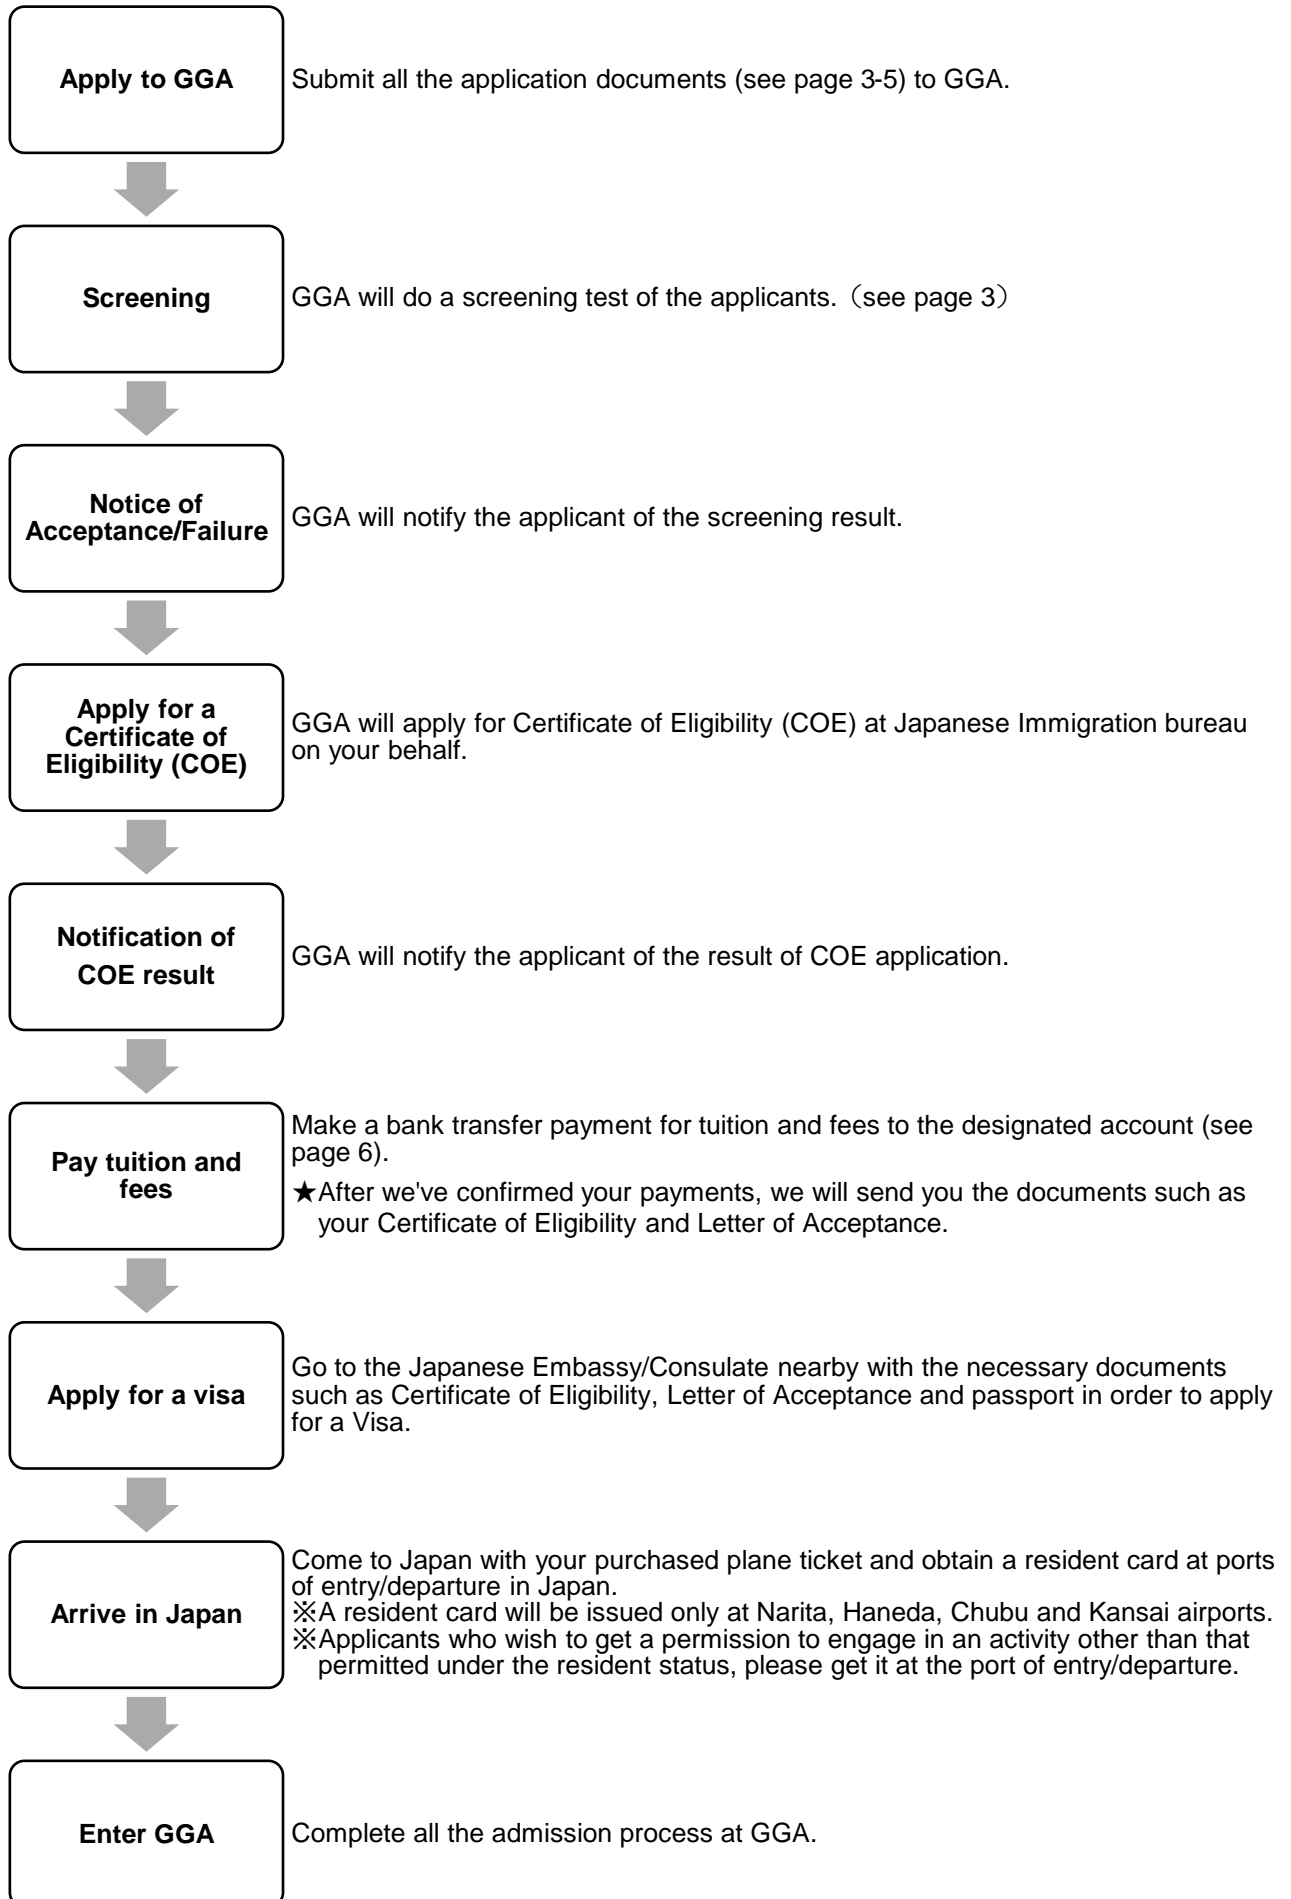 Apply to GGA
Submit all the application documents (see page 3-5) to GGA.
Screening
GGA will do a screening test of the applicants.（see page 3）
Notice of
Acceptance/Failure
GGA will notify the applicant of the screening result.
Apply for a
Certificate of
Eligibility (COE)
GGA will apply for Certificate of Eligibility (COE) at Japanese Immigration bureau
on your behalf.
Notification of
COE result
GGA will notify the applicant of the result of COE application.
Pay tuition and
fees
Make a bank transfer payment for tuition and fees to the designated account (see
page 6).
★After we've confirmed your payments, we will send you the documents such as
your Certificate of Eligibility and Letter of Acceptance.
Apply for a visa
Go to the Japanese Embassy/Consulate nearby with the necessary documents
such as Certificate of Eligibility, Letter of Acceptance and passport in order to apply
for a Visa.
Arrive in Japan
Come to Japan with your purchased plane ticket and obtain a resident card at ports
of entry/departure in Japan.
※A resident card will be issued only at Narita, Haneda, Chubu and Kansai airports.
※Applicants who wish to get a permission to engage in an activity other than that
permitted under the resident status, please get it at the port of entry/departure.
Enter GGA
Complete all the admission process at GGA.